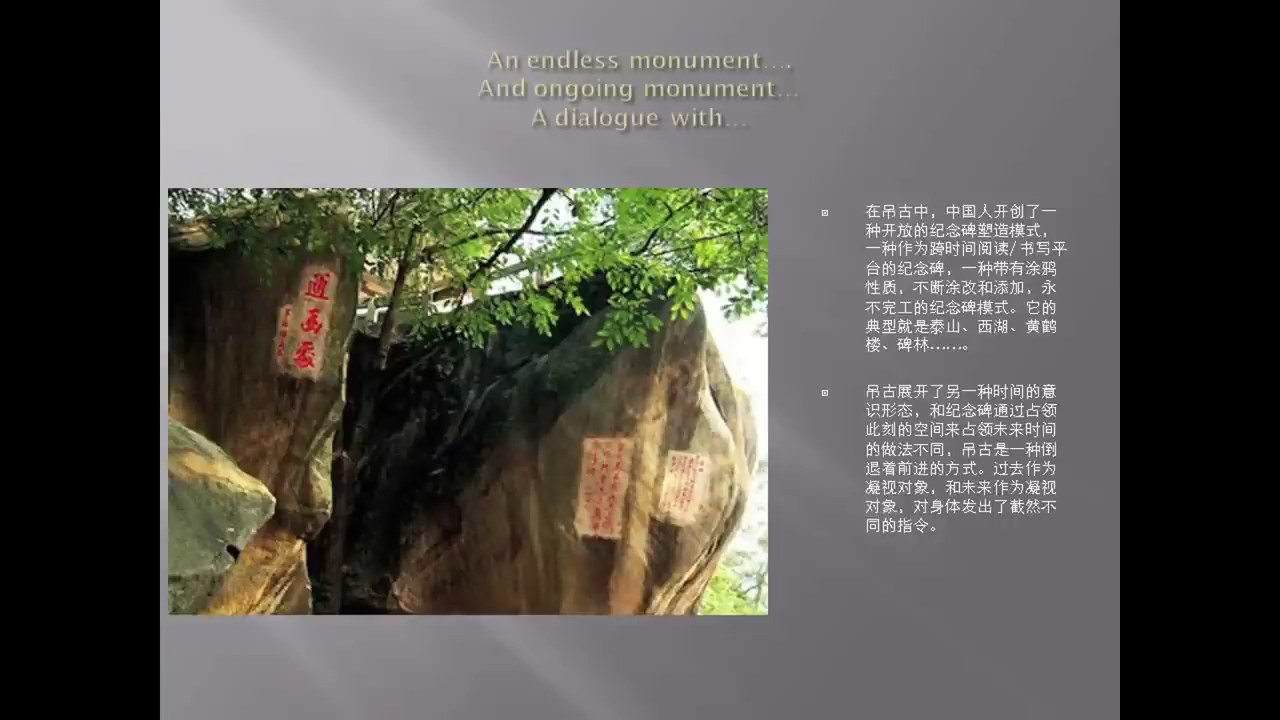 An endless monument….
And ongoing monument…
A dialogue with…
在吊古中，中国人开创了一
种开放的纪念碑塑造模式，
一种作为跨时间阅读/书写平
台的纪念碑，一种带有涂鸦
性质，不断涂改和添加，永
不完工的纪念碑模式。它的
典型就是泰山、西湖、黄鹤
楼、碑林……。
吊古展开了另一种时间的意
识形态，和纪念碑通过占领
此刻的空间来占领未来时间
的做法不同，吊古是一种倒
退着前进的方式。过去作为
凝视对象，和未来作为凝视
对象，对身体发出了截然不
同的指令。